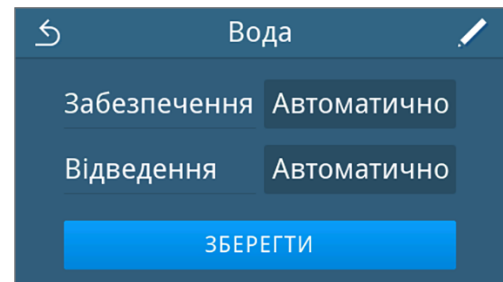 Вода
Забезпечення Автоматично
Відведення Автоматично
ЗБЕРЕГТИ